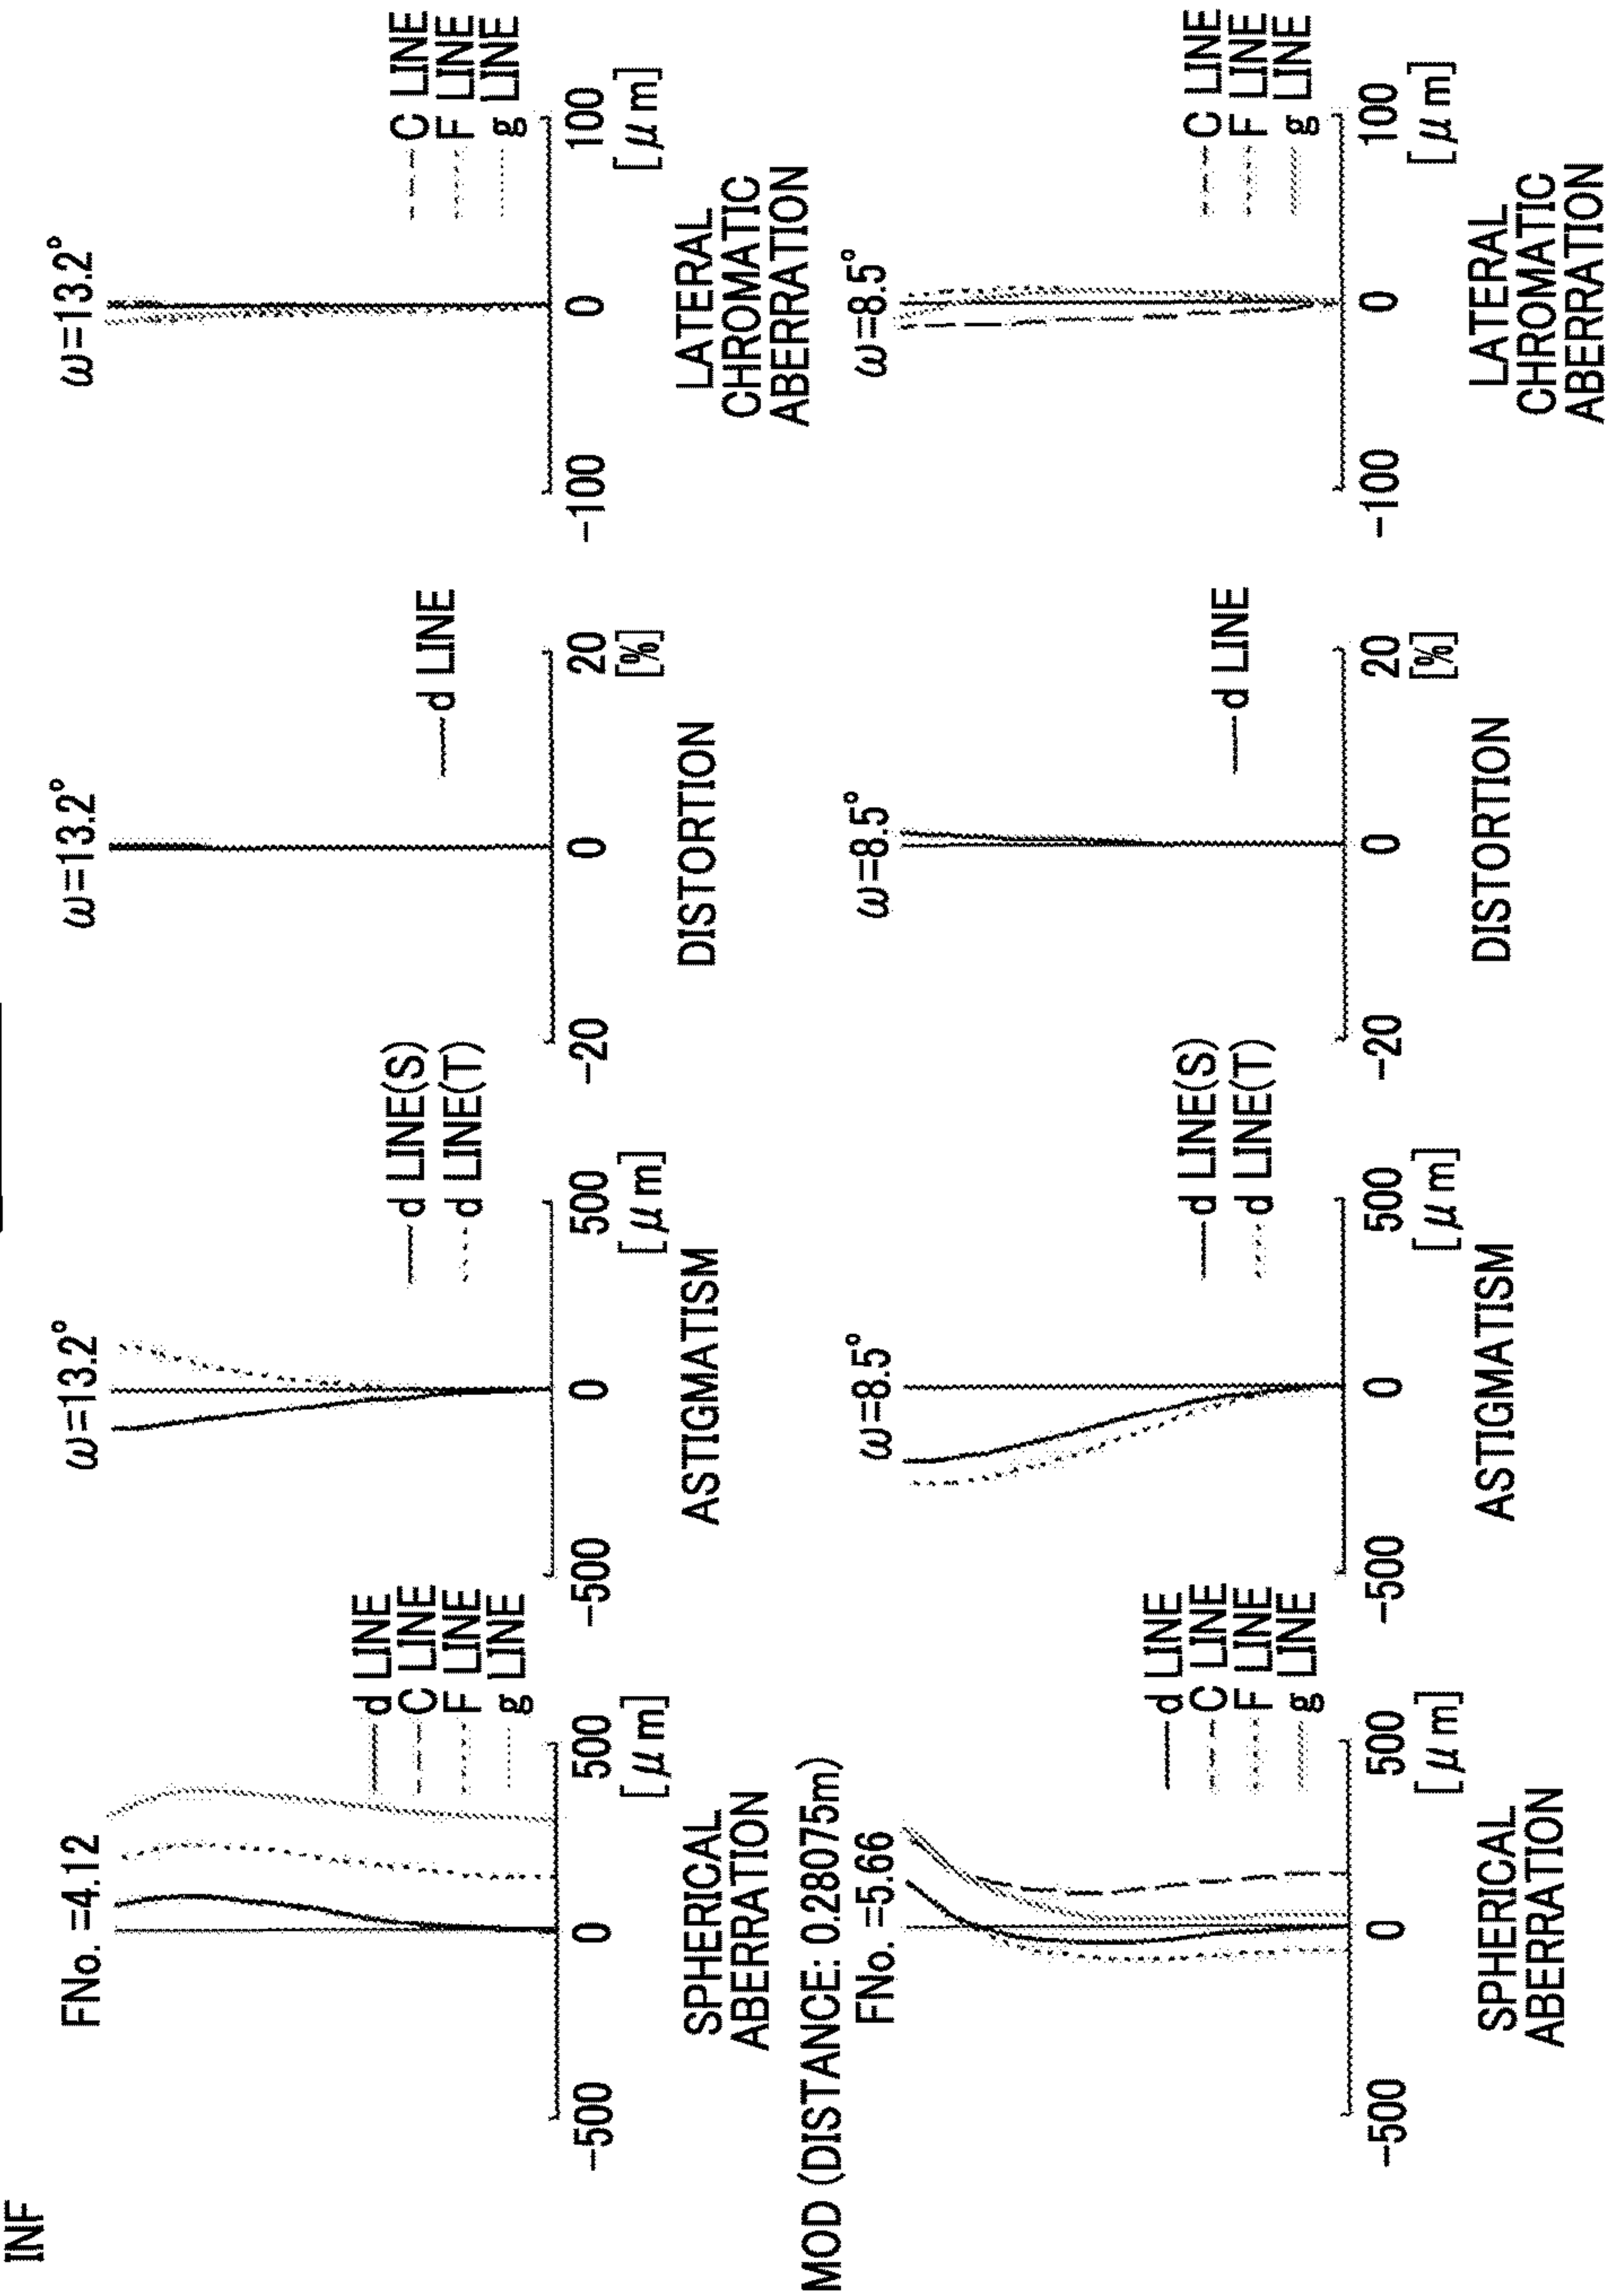 INF
FNo. =4.12
d LINE
C LINE
F LINE
g LINE
-500
0
500
[μm]
SPHERICAL
ABERRATION
ω=13.2°
d LINE(S)
d LINE(T)
-500
0
500
[μm]
ASTIGMATISM
ω=13.2°
d LINE
-20
0
20
[%]
DISTORTION
ω=13.2°
C LINE
F LINE
g LINE
-100
0
100
[μm]
LATERAL
CHROMATIC
ABERRATION
MOD (DISTANCE: 0.28075m)
FNo. =5.66
d LINE
C LINE
F LINE
g LINE
-500
0
500
[μm]
SPHERICAL
ABERRATION
ω=8.5°
d LINE(S)
d LINE(T)
-500
0
500
[μm]
ASTIGMATISM
ω=8.5°
d LINE
-20
0
20
[%]
DISTORTION
ω=8.5°
C LINE
F LINE
g LINE
-100
0
100
[μm]
LATERAL
CHROMATIC
ABERRATION